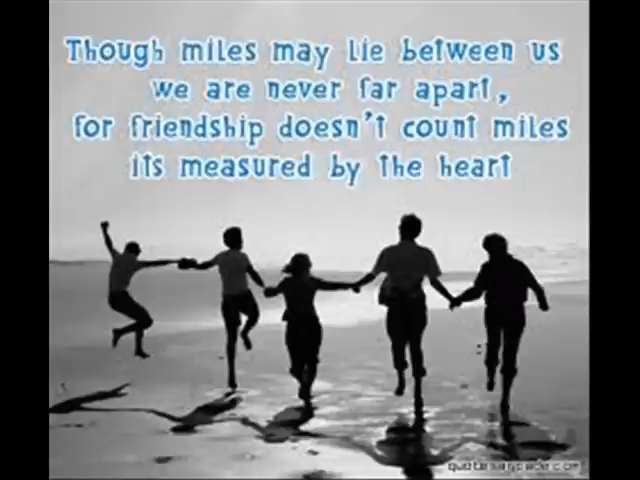 Though miles may lie between us
we are never far apart,
for friendship doesn't count miles
its measured by the heart